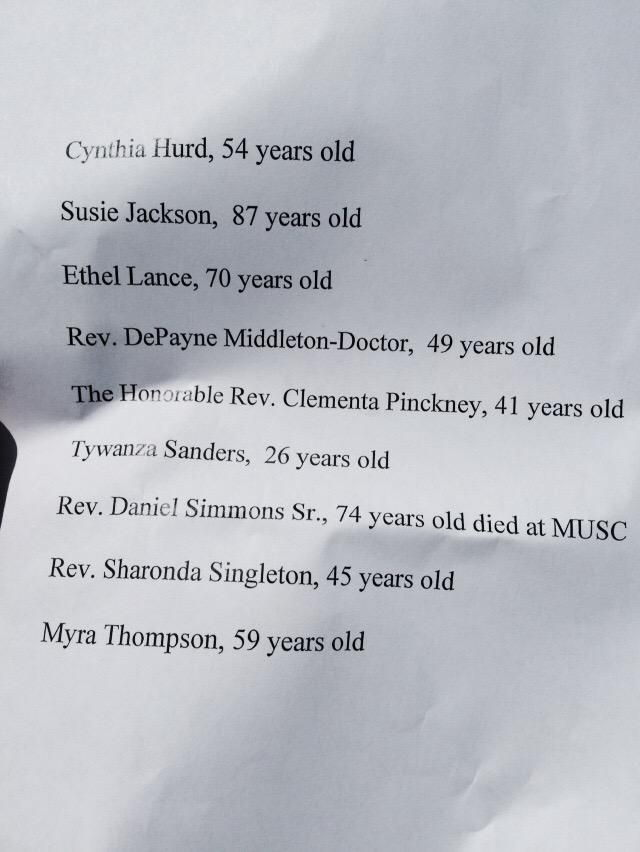 Cynthia Hurd, 54 years old
Susie Jackson, 87 years old
Ethel Lance, 70 years old
Rev. DePayne Middleton-Doctor, 49 years old
The Honorable Rev. Clementa Pinckney, 41 years old
Tywanza Sanders, 26 years old
Rev. Daniel Simmons Sr., 74 years old died at MUSC
Rev. Sharonda Singleton, 45 years old
Myra Thompson, 59 years old